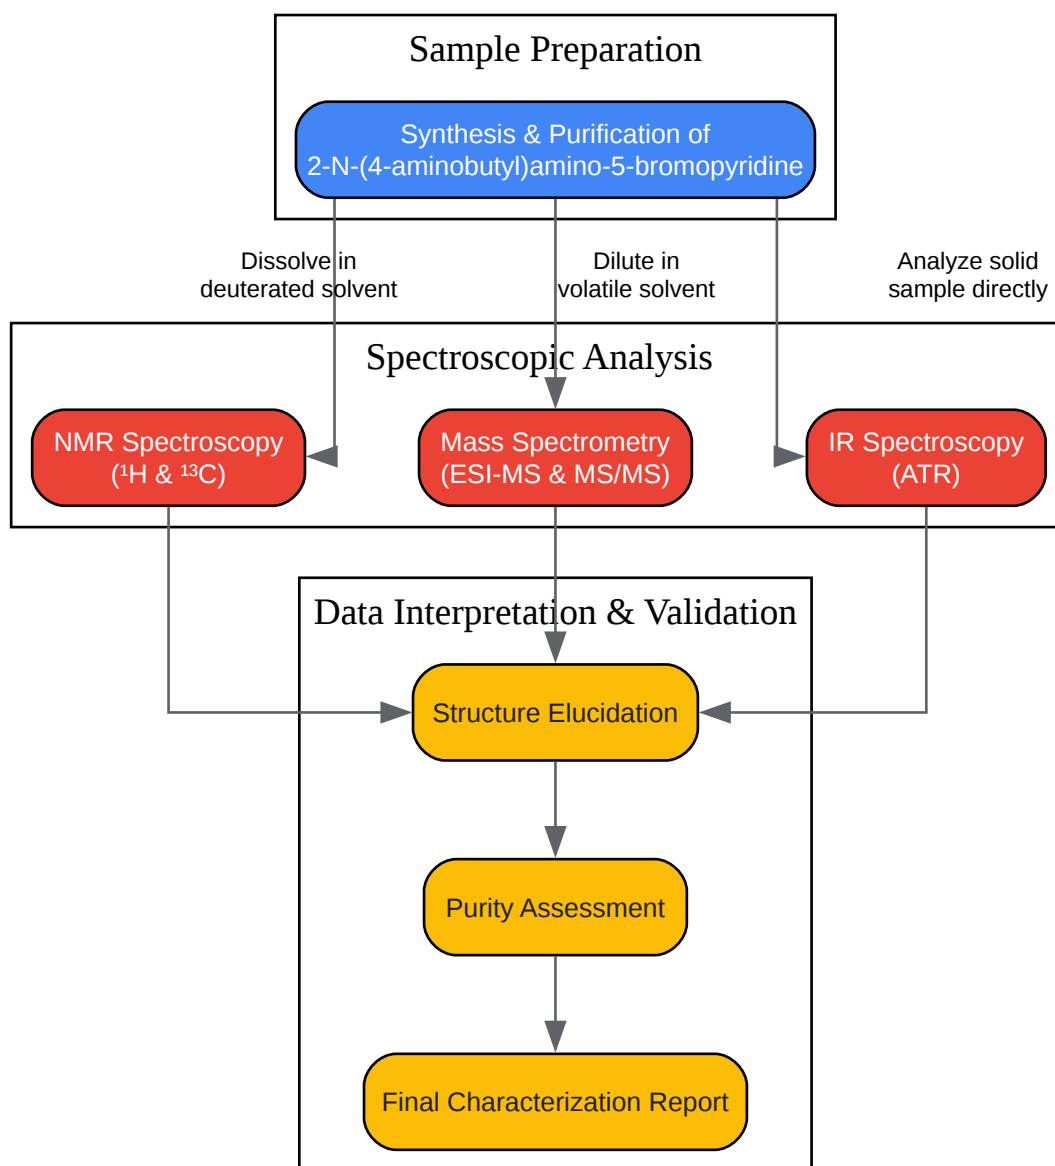 Sample Preparation
Synthesis & Purification of
2-N-(4-aminobutyl)amino-5-bromopyridine
Dissolve in
deuterated solvent
Dilute in
volatile solvent
Analyze solid
sample directly
Spectroscopic Analysis
NMR Spectroscopy
(¹H & ¹³C)
Mass Spectrometry
(ESI-MS & MS/MS)
IR Spectroscopy
(ATR)
Data Interpretation & Validation
Structure Elucidation
Purity Assessment
Final Characterization Report